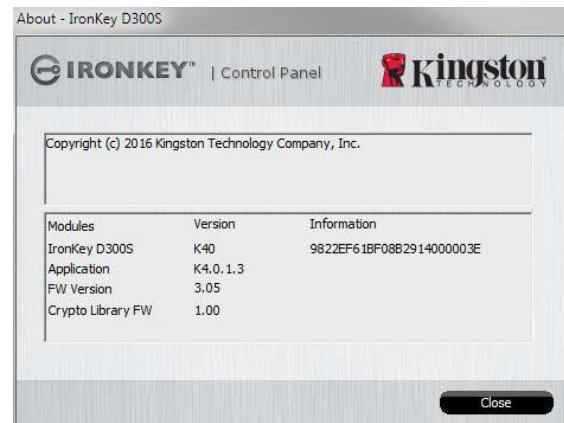 About - IronKey D300S
IRONKEY™ | Control Panel
Kingston
TECHNOLOGY
Copyright (c) 2016 Kingston Technology Company, Inc.
Modules Version Information
IronKey D300S K40 9822EF61BF08B2914000003E
Application K4.0.1.3
FW Version 3.05
Crypto Library FW 1.00
Close